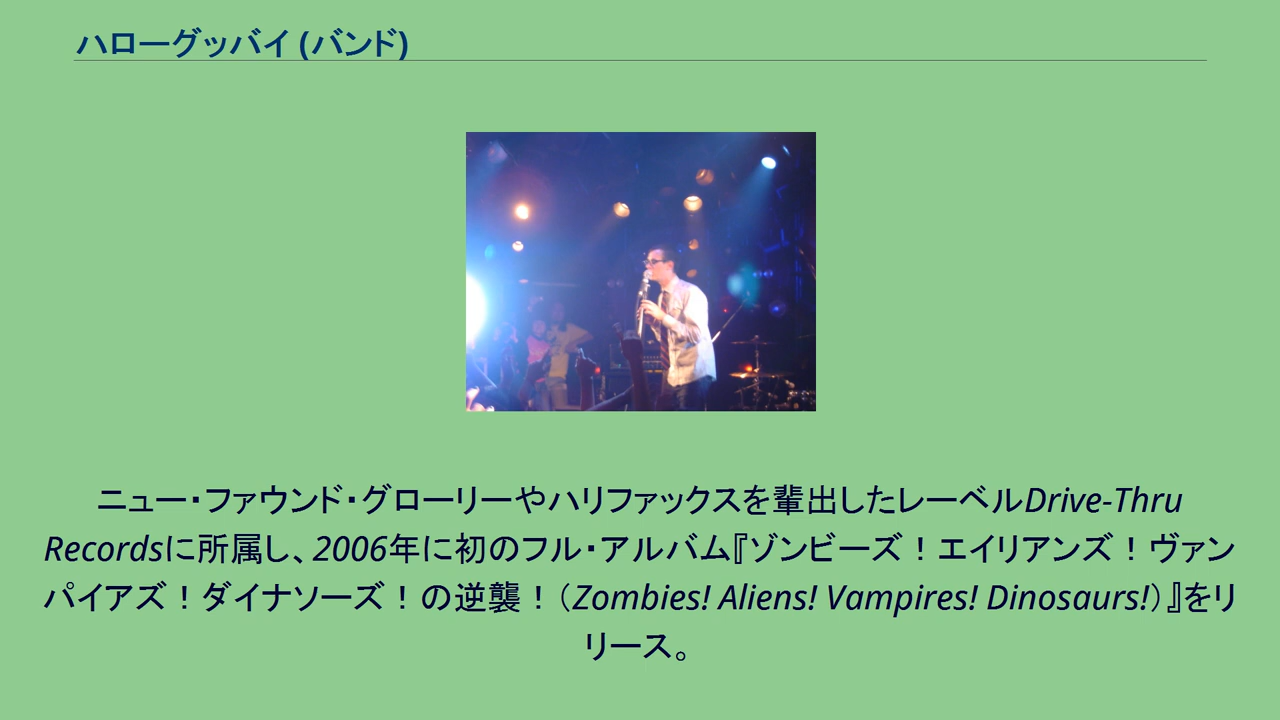 ハローグッバイ (バンド)
ニュー・ファウンド・グローリーやハリファックスを輩出したレーベルDrive-Thru
Recordsに所属し、2006年に初のフル・アルバム『ゾンビーズ！エイリアンズ！ヴァン
パイアズ！ダイナソーズ！の逆襲！（Zombies! Aliens! Vampires! Dinosaurs!）』をリ
リース。